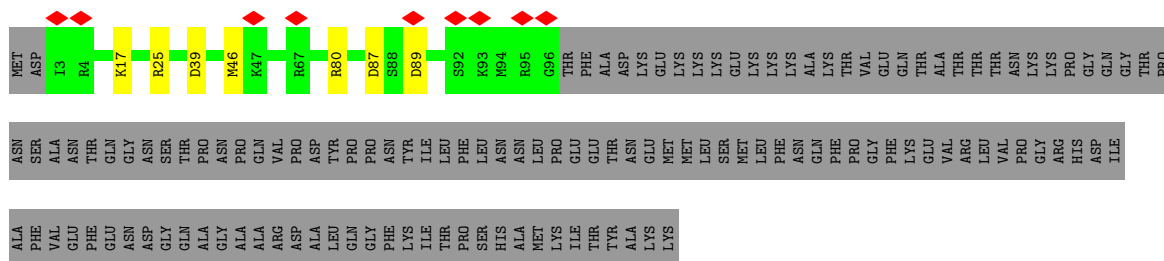 MET ASP I3 R4 K17 R25 D39 M46 K47 R67 R80 D87 S88 D89 S92 K93 M94 R95 G96 THR PHE ALA ASP LYS GLU LYS LYS LYS GLU LYS LYS LYS ALA LYS THR VAL GLU GLN THR ALA THR THR THR ASN LYS LYS PRO GLY GLN GLY THR PRO
ASN SER ALA ASN THR GLN GLY ASN SER THR PRO ASN PRO GLN VAL PRO ASP TYR PRO PRO ASN TYR ILE LEU PHE LEU ASN ASN LEU PRO GLU GLU THR ASN GLU MET MET LEU SER MET LEU PHE ASN GLN PHE PRO GLY PHE LYS GLU VAL ARG LEU VAL PRO GLY ARG HIS ASP ILE
ALA PHE VAL GLU PHE GLU ASN ASP GLY GLN ALA GLY ALA ALA ARG ASP ALA LEU GLN GLY PHE LYS ILE THR PRO SER HIS ALA MET LYS ILE THR TYR ALA LYS LYS